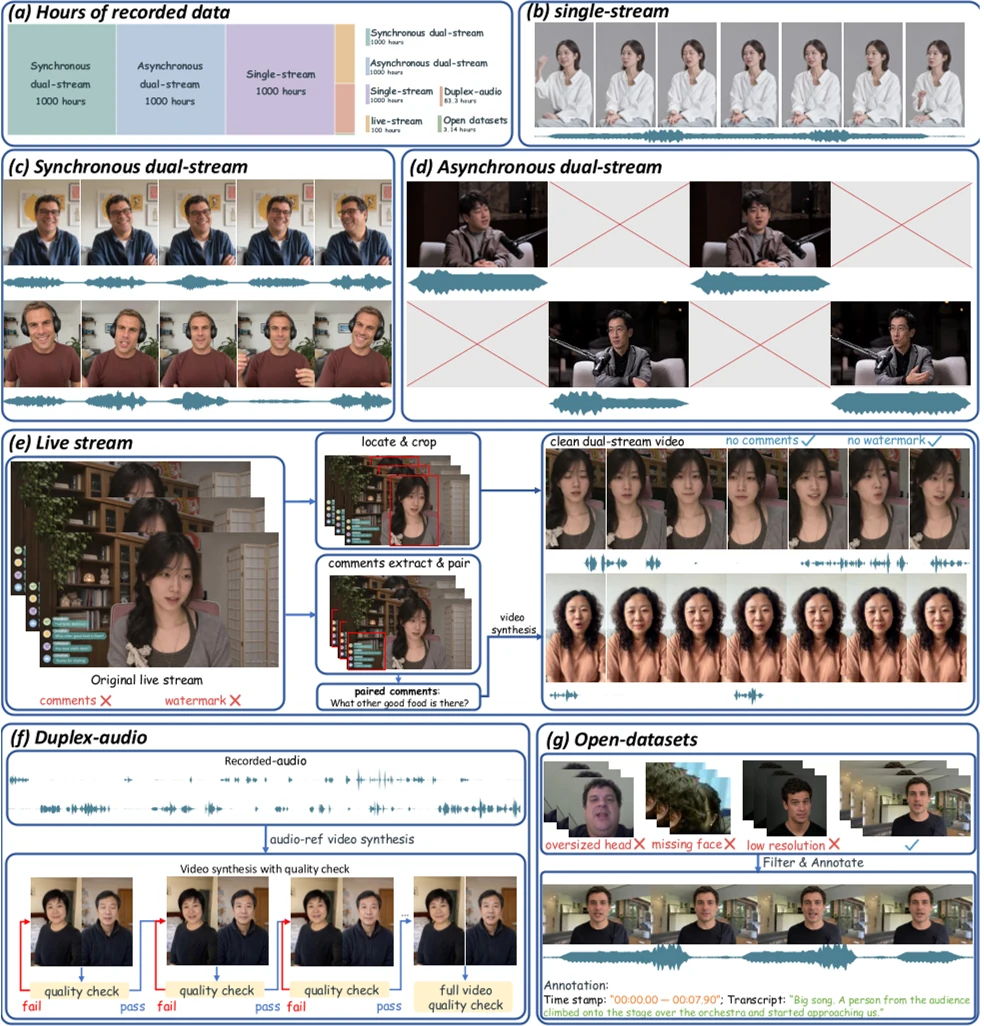 (a) Hours of recorded data
Synchronous
dual-stream
1000 hours
Asynchronous
dual-stream
1000 hours
Single-stream
1000 hours
Synchronous dual-stream
1000 hours
Asynchronous dual-stream
1000 hours
Single-stream
1000 hours
Duplex-audio
83.3 hours
live-stream
100 hours
Open datasets
3.14 hours
(b) single-stream
(c) Synchronous dual-stream
(d) Asynchronous dual-stream
(e) Live stream
Original live stream
comments ✗ watermark ✗
locate & crop
comments extract & pair
paired comments:
What other good food is there?
video
synthesis
clean dual-stream video no comments ✓ no watermark ✓
(f) Duplex-audio
Recorded-audio
audio-ref video synthesis
Video synthesis with quality check
...
quality check
fail pass
quality check
fail pass
quality check
fail pass
full video
quality check
(g) Open-datasets
oversized head ✗ missing face ✗ low resolution ✗ ✓
Filter & Annotate
Annotation:
Time stamp: "00:00.00 — 00:07.90"; Transcript: "Big song. A person from the audience
climbed onto the stage over the orchestra and started approaching us."